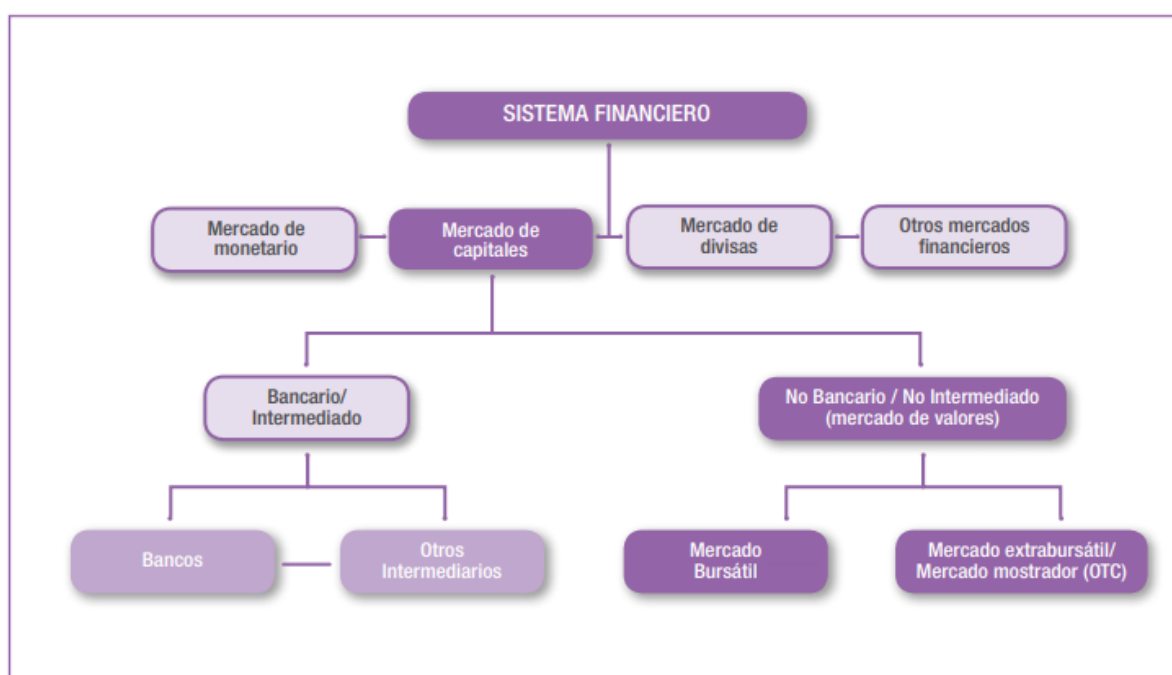 SISTEMA FINANCIERO
Mercado de
monetario
Mercado de
capitales
Mercado de
divisas
Otros mercados
financieros
Bancario/
Intermediado
No Bancario / No Intermediado
(mercado de valores)
Bancos
Otros
Intermediarios
Mercado
Bursátil
Mercado extrabursátil/
Mercado mostrador (OTC)